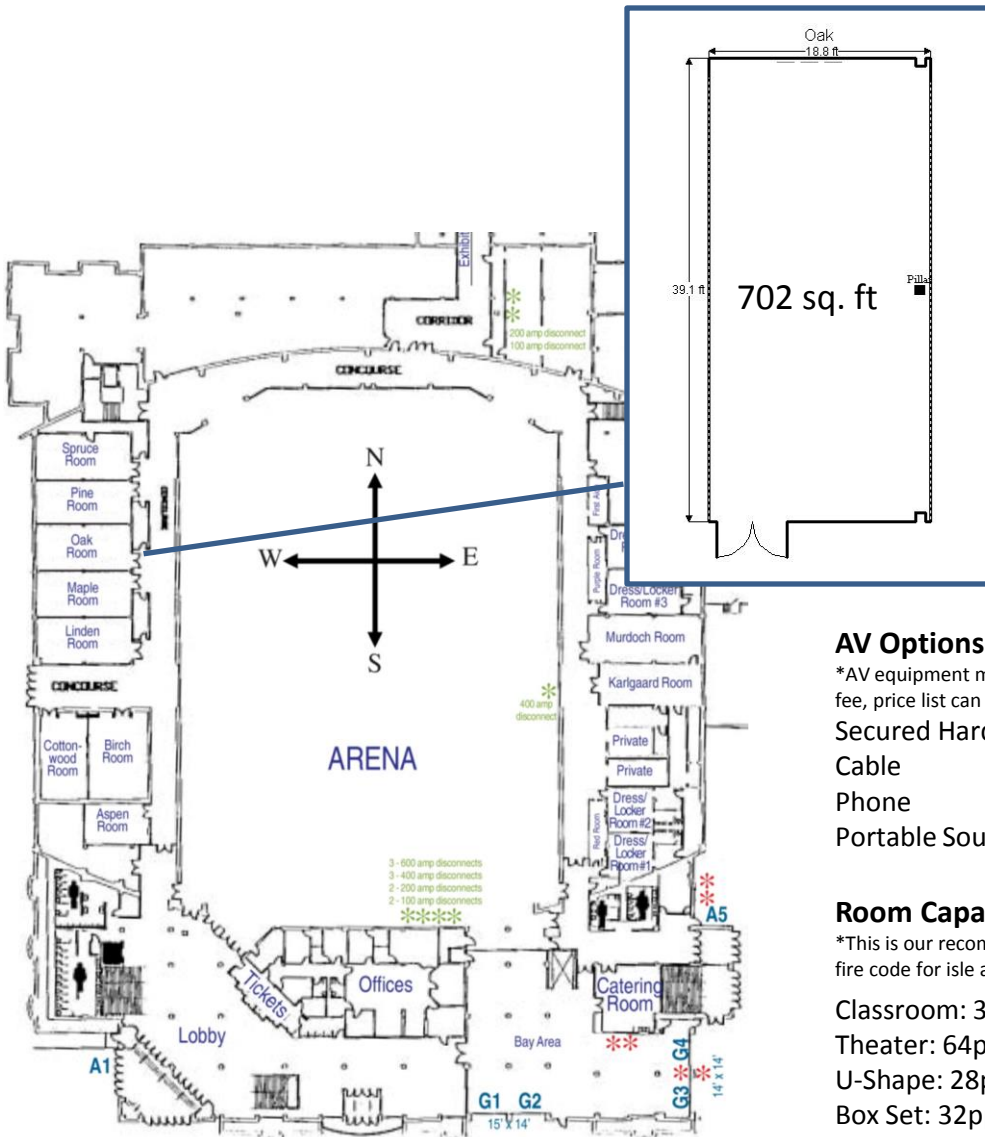 Oak
18.8 ft
39.1 ft
702 sq. ft
Pillar
CORRIDOR
200 amp disconnect
100 amp disconnect
CONCOURSE
Spruce
Room
Pine
Room
Oak
Room
Maple
Room
Linden
Room
CONCOURSE
CONCOURSE
Cotton-
wood
Room
Birch
Room
Aspen
Room
N
W
E
S
ARENA
400 amp
disconnect
Purple Room
Dress/Locker
Room #3
Murdoch Room
Karlgaard Room
Private
Private
Dress/
Locker
Room #2
Red Room
Dress/
Locker
Room #1
3 - 600 amp disconnects
3 - 400 amp disconnects
2 - 200 amp disconnects
2 - 100 amp disconnects
****
A5
Tickets
Offices
Lobby
Catering
Room
Bay Area
**
A1
G1 G2
15' x 14'
G3 G4
14' x 14'
AV Options
*AV equipment
fee, price list can
Secured
Cable
Phone
Portable
Room
*This is our
fire code for isle
Classroom: 3
Theater: 64p
U-Shape: 28p
Box Set: 32p